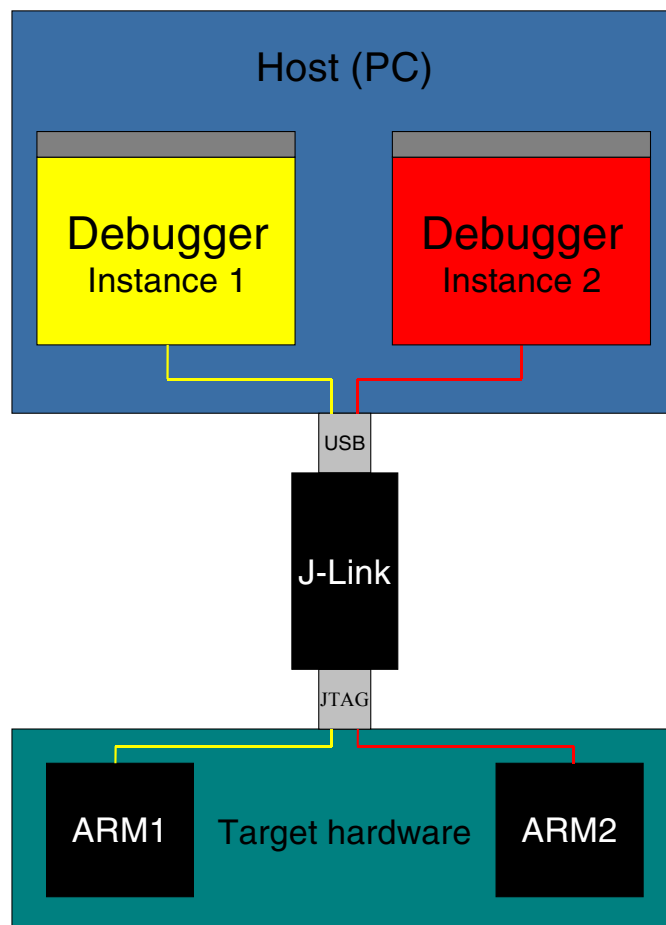 Host (PC)
Debugger
Instance 1
Debugger
Instance 2
USB
J-Link
JTAG
ARM1
Target hardware
ARM2